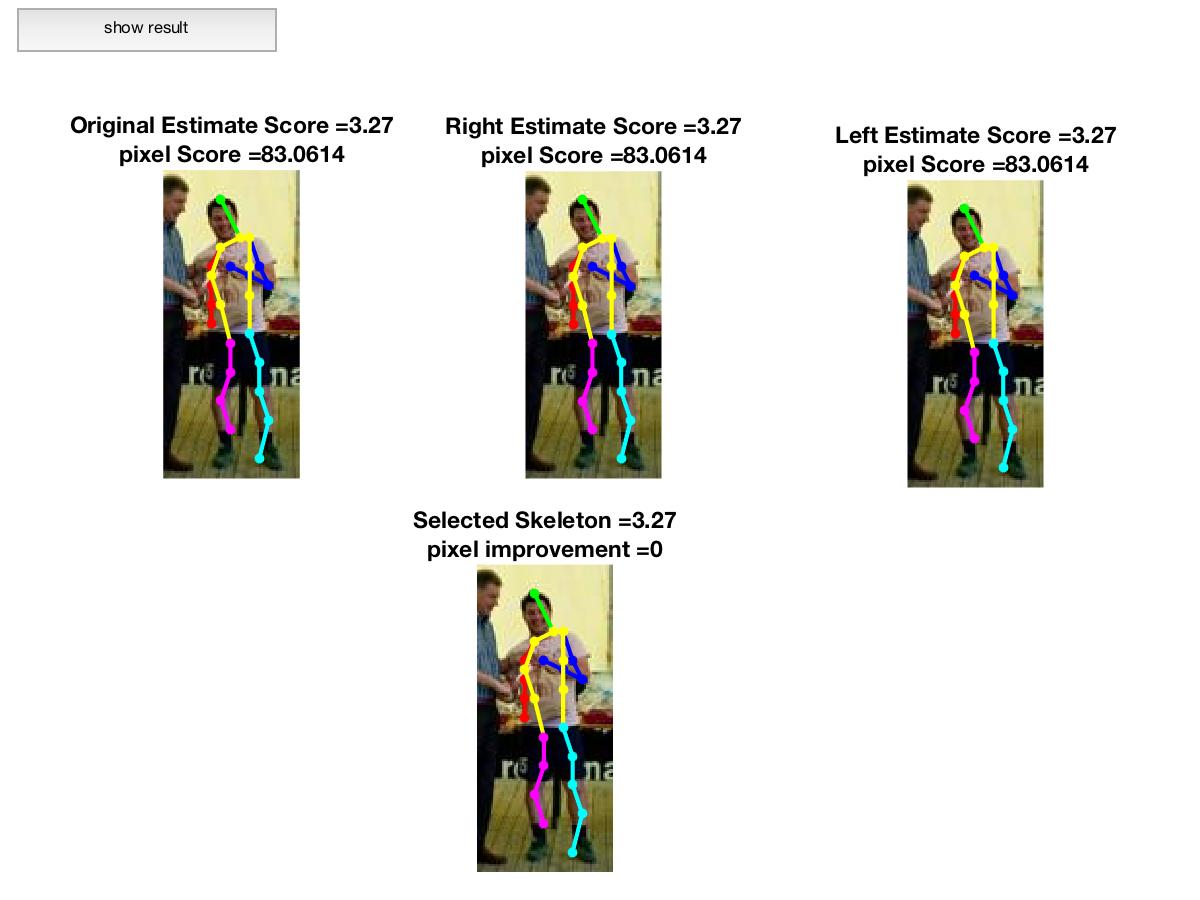 show result
Original Estimate Score =3.27
pixel Score =83.0614
Right Estimate Score =3.27
pixel Score =83.0614
Left Estimate Score =3.27
pixel Score =83.0614
Selected Skeleton =3.27
pixel improvement =0